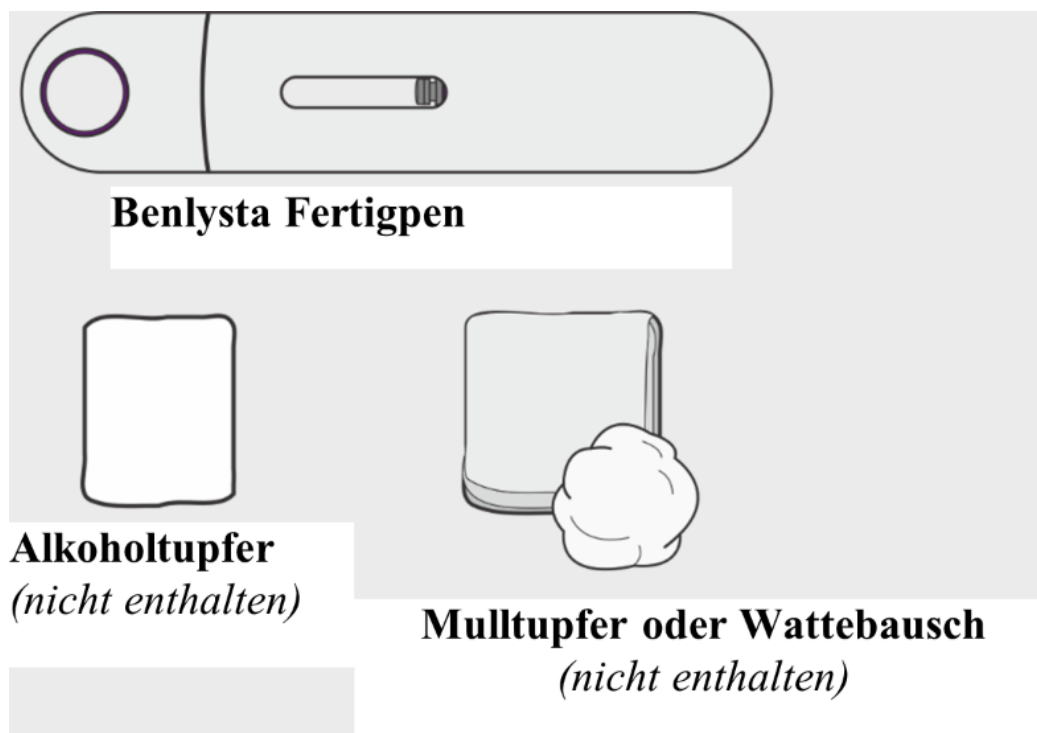 Benlysta Fertigpen
Alkoholtupfer
(nicht enthalten)
Mulltupfer oder Wattebausch
(nicht enthalten)